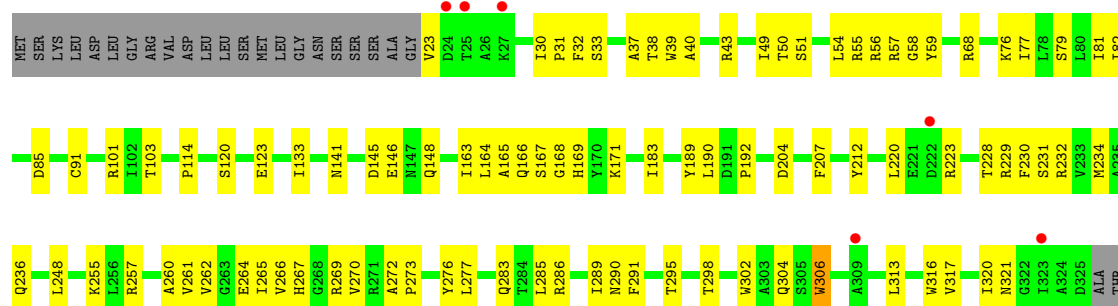 MET SER LYS LEU ASP LEU GLY ARG VAL ASP LEU LEU SER MET LEU GLY ASN SER SER SER ALA GLY V23 D24 T25 A26 K27 I30 P31 F32 S33 A37 T38 W39 A40 R43 I49 T50 S51 L54 R55 R56 R57 G58 Y59 R68 K76 I77 L78 S79 L80 I81
D85 C91 R101 I102 T103 P114 S120 E123 I133 N141 D145 E146 N147 Q148 I163 L164 A165 Q166 S167 G168 H169 Y170 K171 I183 Y189 L190 D191 P192 D204 F207 Y212 L220 E221 D222 R223 T228 R229 F230 S231 R232 V233 M234
Q236 L248 K255 L256 R257 A260 V261 V262 G263 E264 I265 V266 H267 G268 R269 V270 R271 A272 P273 Y276 L277 Q283 T284 L285 R286 I289 N290 F291 T295 T298 W302 A303 Q304 S305 W306 A309 L313 W316 V317 I320 N321 G322 I323 A324 D325 ALA